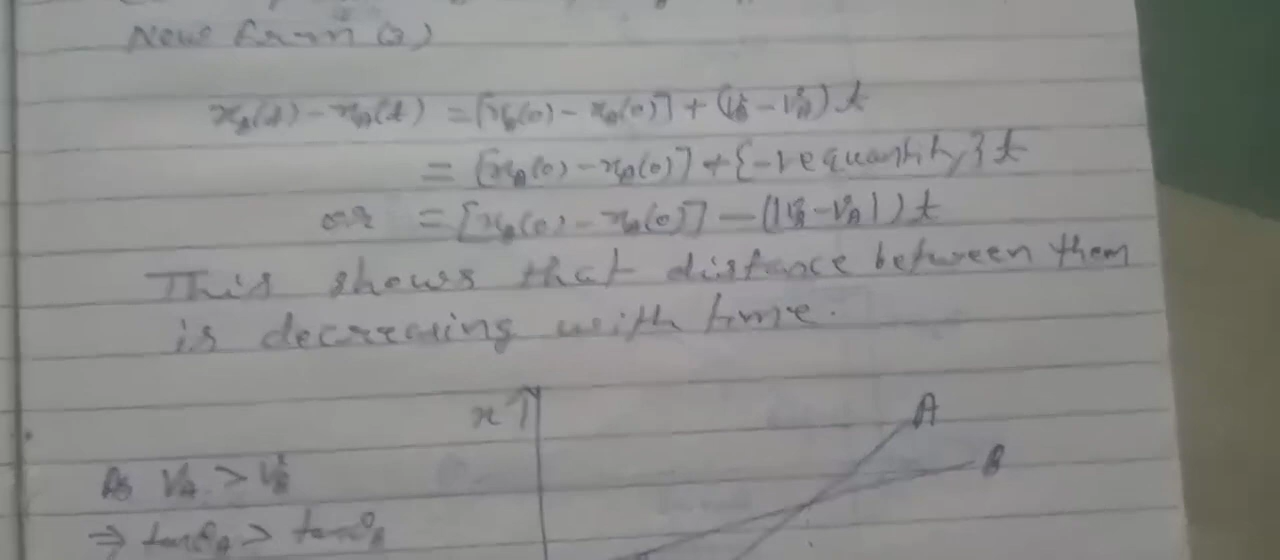 Now from (2)
x_B(t) - x_A(t) = [x_B(0) - x_A(0)] + (V_B - V_A) t
= [x_B(0) - x_A(0)] + {-ve quantity} t
or = [x_B(0) - x_A(0)] - (|V_B - V_A|) t
This shows that distance between them
is decreasing with time.
x
A
B
As V_A > V_B
⇒ tanθ_A > tanθ_B